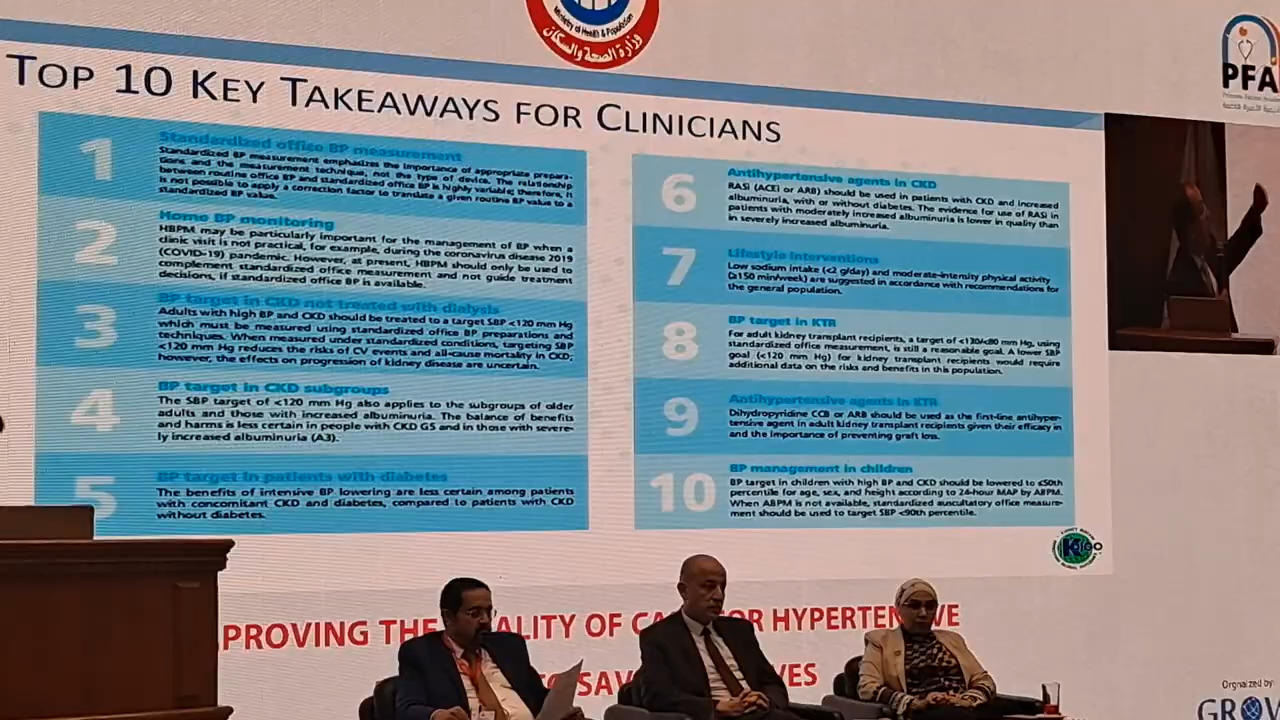 Ministry of Health & Population
وزارة الصحة والسكان
PFA
TOP 10 KEY TAKEAWAYS FOR CLINICIANS
1
Standardized office BP measurement
Standardized BP measurement emphasizes the importance of appropriate prepara-
tions and the measurement technique, not the type of device. The relationship
between routine office BP and standardized office BP is highly variable; therefore, it
is not possible to apply a correction factor to translate a given routine BP value to a
standardized BP value.
2
Home BP monitoring
HBPM may be particularly important for the management of BP when a
clinic visit is not practical, for example, during the coronavirus disease 2019
(COVID-19) pandemic. However, at present, HBPM should only be used to
complement standardized office measurement and not guide treatment
decisions, if standardized office BP is available.
3
BP target in CKD not treated with dialysis
Adults with high BP and CKD should be treated to a target SBP <120 mm Hg
which must be measured using standardized office BP preparations and
techniques. When measured under standardized conditions, targeting SBP
<120 mm Hg reduces the risks of CV events and all-cause mortality in CKD;
however, the effects on progression of kidney disease are uncertain.
4
BP target in CKD subgroups
The SBP target of <120 mm Hg also applies to the subgroups of older
adults and those with increased albuminuria. The balance of benefits
and harms is less certain in people with CKD G5 and in those with severe-
ly increased albuminuria (A3).
5
BP target in patients with diabetes
The benefits of intensive BP lowering are less certain among patients
with concomitant CKD and diabetes, compared to patients with CKD
without diabetes.
6
Antihypertensive agents in CKD
RASi (ACEi or ARB) should be used in patients with CKD and increased
albuminuria, with or without diabetes. The evidence for use of RASi in
patients with moderately increased albuminuria is lower in quality than
in severely increased albuminuria.
7
Lifestyle interventions
Low sodium intake (<2 g/day) and moderate-intensity physical activity
(≥150 min/week) are suggested in accordance with recommendations for
the general population.
8
BP target in KTR
For adult kidney transplant recipients, a target of <130/<80 mm Hg, using
standardized office measurement, is still a reasonable goal. A lower SBP
goal (<120 mm Hg) for kidney transplant recipients would require
additional data on the risks and benefits in this population.
9
Antihypertensive agents in KTR
Dihydropyridine CCB or ARB should be used as the first-line antihyper-
tensive agent in adult kidney transplant recipients given their efficacy in
and the importance of preventing graft loss.
10
BP management in children
BP target in children with high BP and CKD should be lowered to ≤50th
percentile for age, sex, and height according to 24-hour MAP by ABPM.
When ABPM is not available, standardized auscultatory office measure-
ment should be used to target SBP <90th percentile.
PROVING THE ALITY OF CA FOR HYPERTEN VE
TO SAV VES
Orgnaized by:
GROV